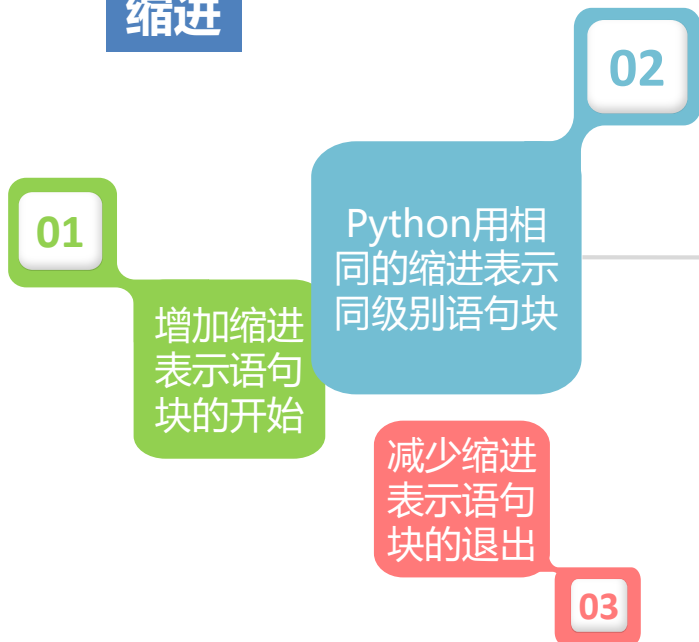 缩进
01
增加缩进
表示语句
块的开始
02
Python用相
同的缩进表示
同级别语句块
减少缩进
表示语句
块的退出
03